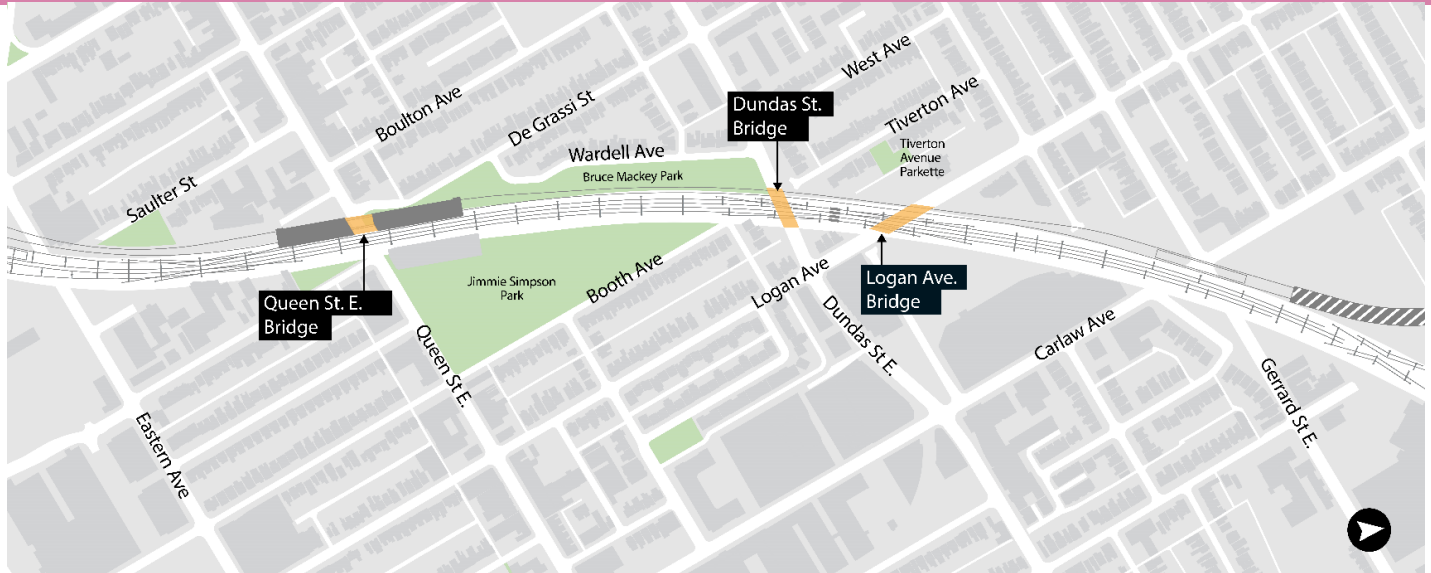 West Ave
Boulton Ave
De Grassi St
Dundas St.
Bridge
Tiverton Ave
Tiverton
Avenue
Parkette
Wardell Ave
Bruce Mackey Park
Saulter St
Jimmie Simpson
Park
Booth Ave
Logan Ave
Logan Ave.
Bridge
Queen St. E.
Bridge
Queen St E.
Dundas St E.
Carlaw Ave
Gerrard St E.
Eastern Ave